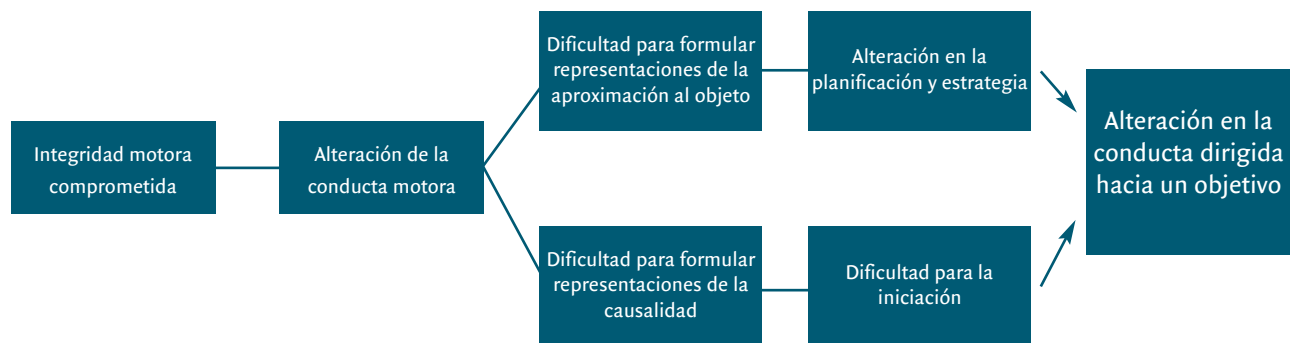 Integridad motora
comprometida
Alteración de la
conducta motora
Dificultad para formular
representaciones de la
aproximación al objeto
Alteración en la
planificación y estrategia
Dificultad para formular
representaciones de la
causalidad
Dificultad para la
iniciación
Alteración en la
conducta dirigida
hacia un objetivo